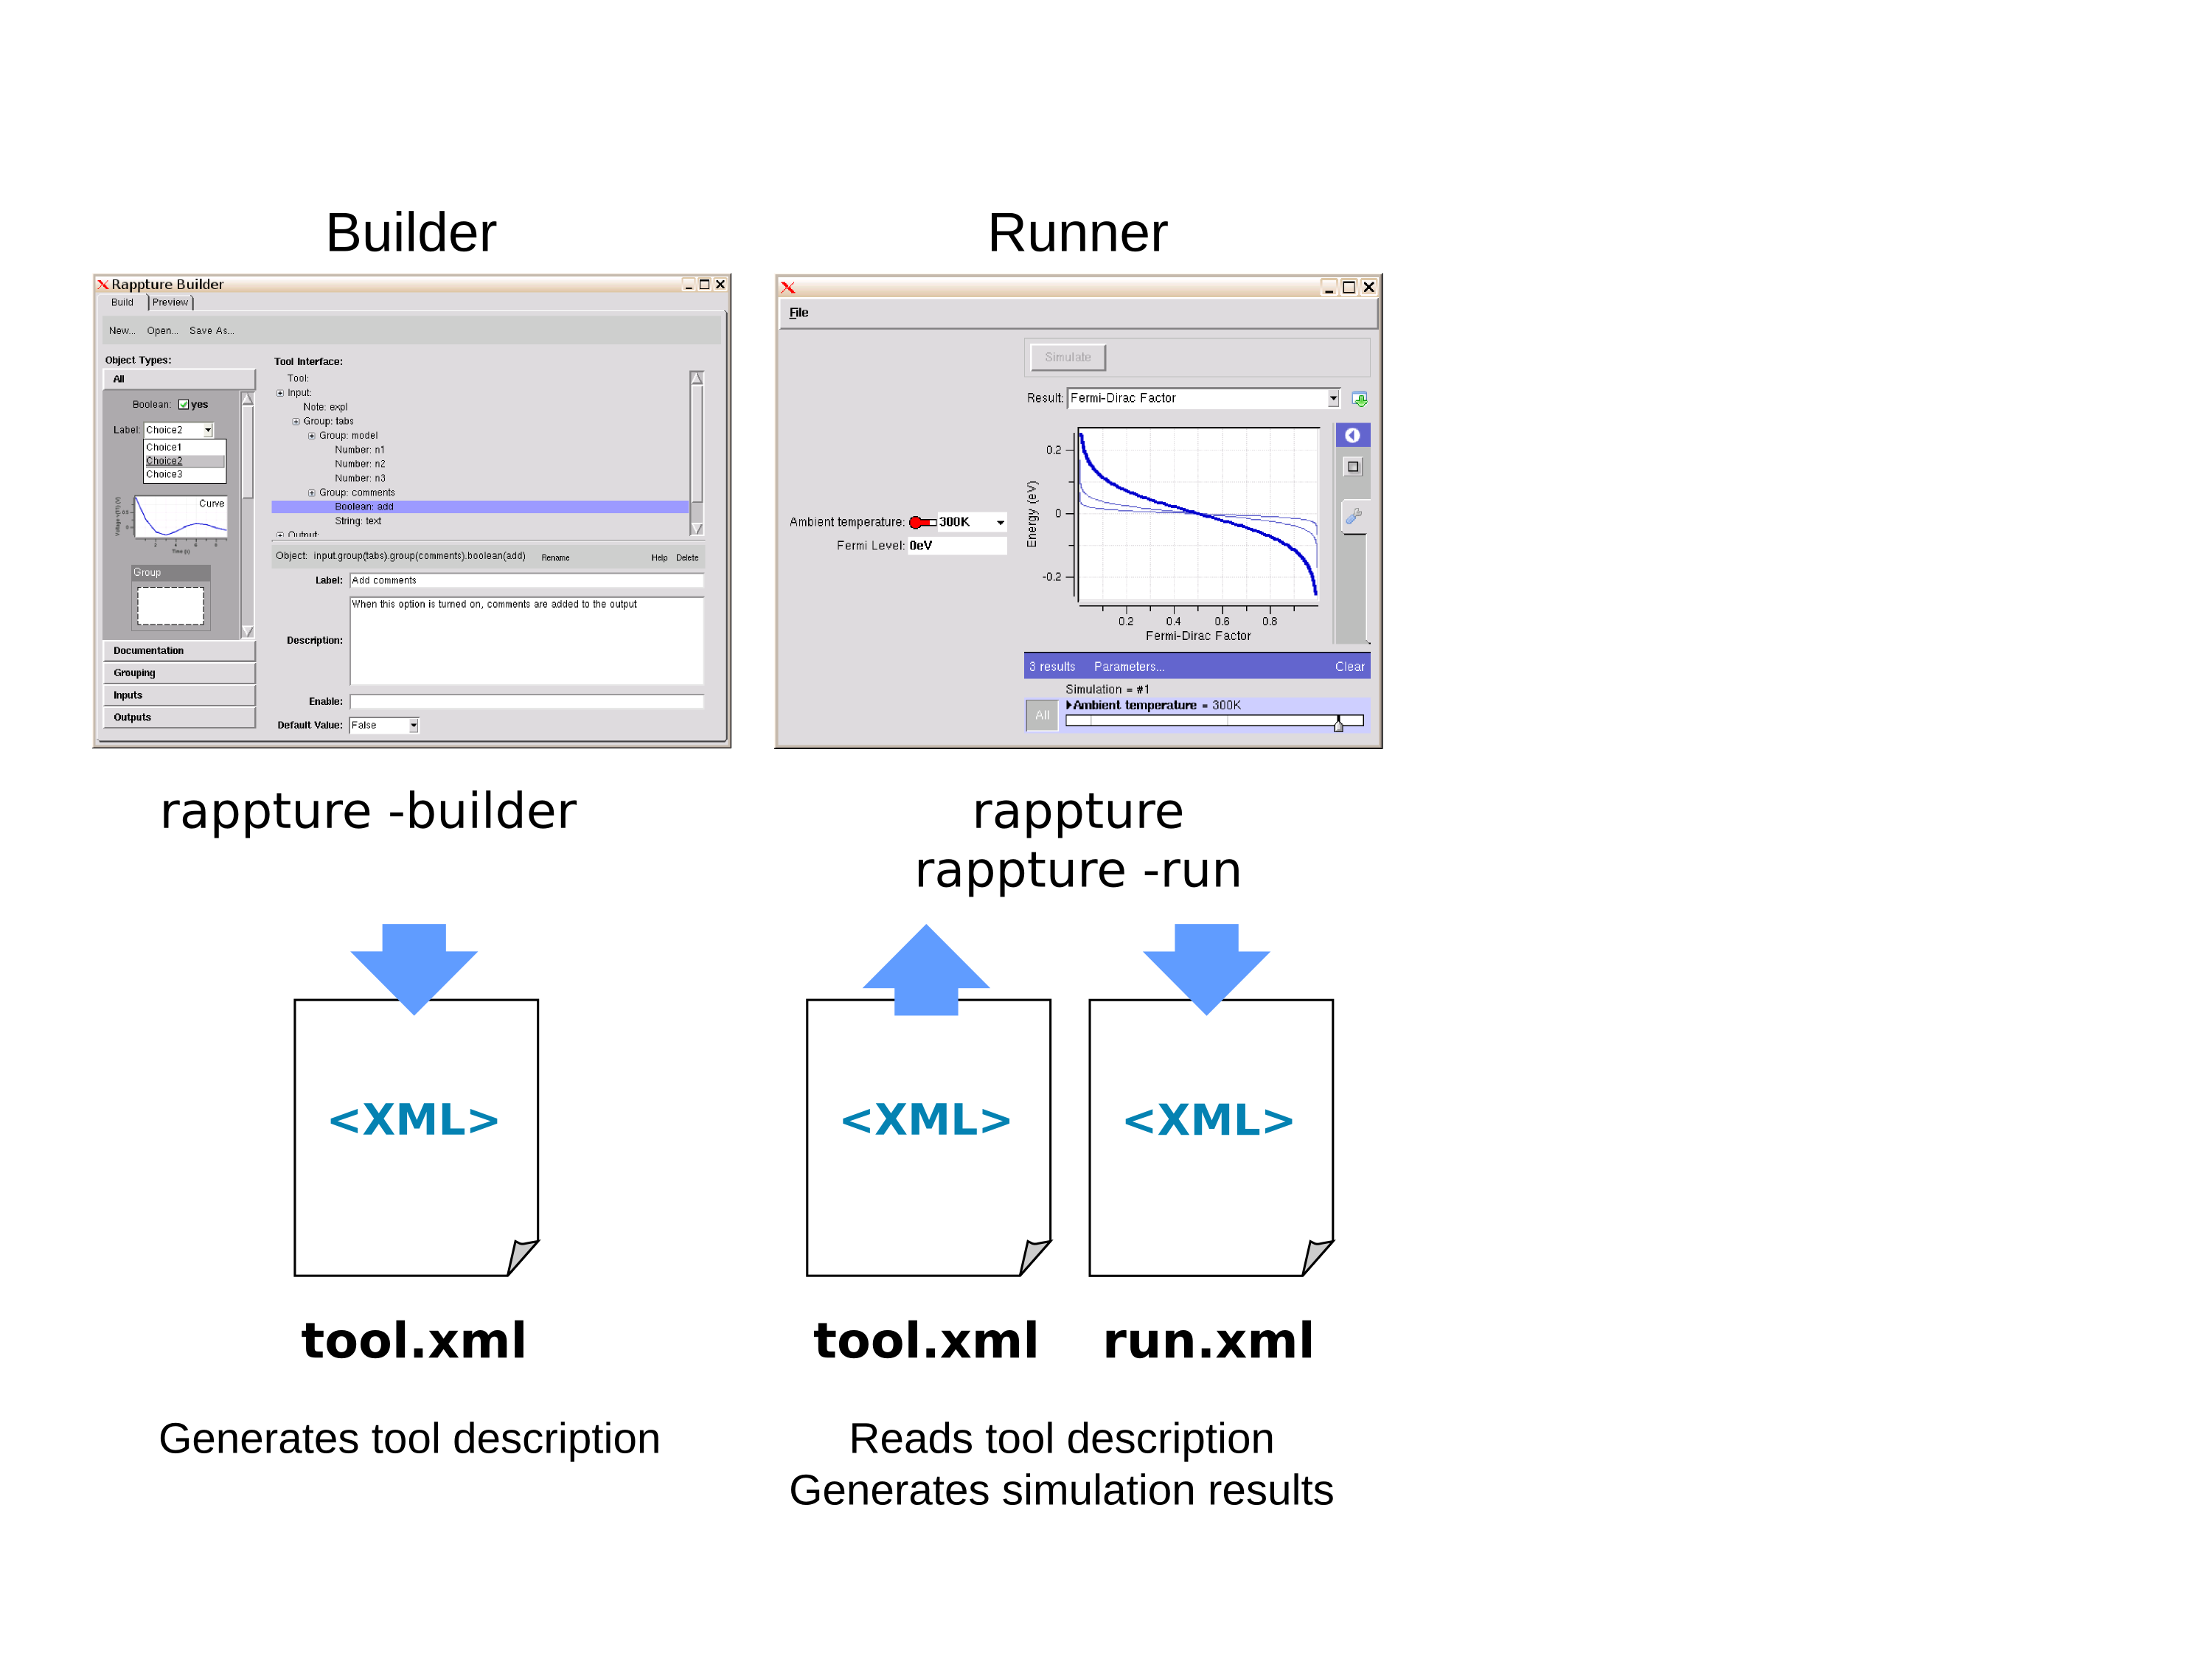 Builder
Rappture Builder
Build
Preview
New... Open... Save As...
Object Types:
All
Boolean: yes
Label: Choice2
Choice1
Choice2
Choice3
Curve
Time (s)
Group
Documentation
Grouping
Inputs
Outputs
Tool Interface:
Tool:
Input:
Note: expl
Group: tabs
Group: model
Number: n1
Number: n2
Number: n3
Group: comments
Boolean: add
String: text
Output:
Object: input.group(tabs).group(comments).boolean(add) Rename Help Delete
Label: Add comments
When this option is turned on, comments are added to the output
Description:
Enable:
Default Value: False
rappture -builder
<XML>
tool.xml
Generates tool description
Runner
File
Simulate
Result: Fermi-Dirac Factor
Ambient temperature: 300K
Fermi Level: 0eV
Energy (eV)
0.2
0
-0.2
0.2 0.4 0.6 0.8
Fermi-Dirac Factor
3 results Parameters... Clear
Simulation = #1
All
Ambient temperature = 300K
rappture
rappture -run
<XML> <XML>
tool.xml run.xml
Reads tool description
Generates simulation results